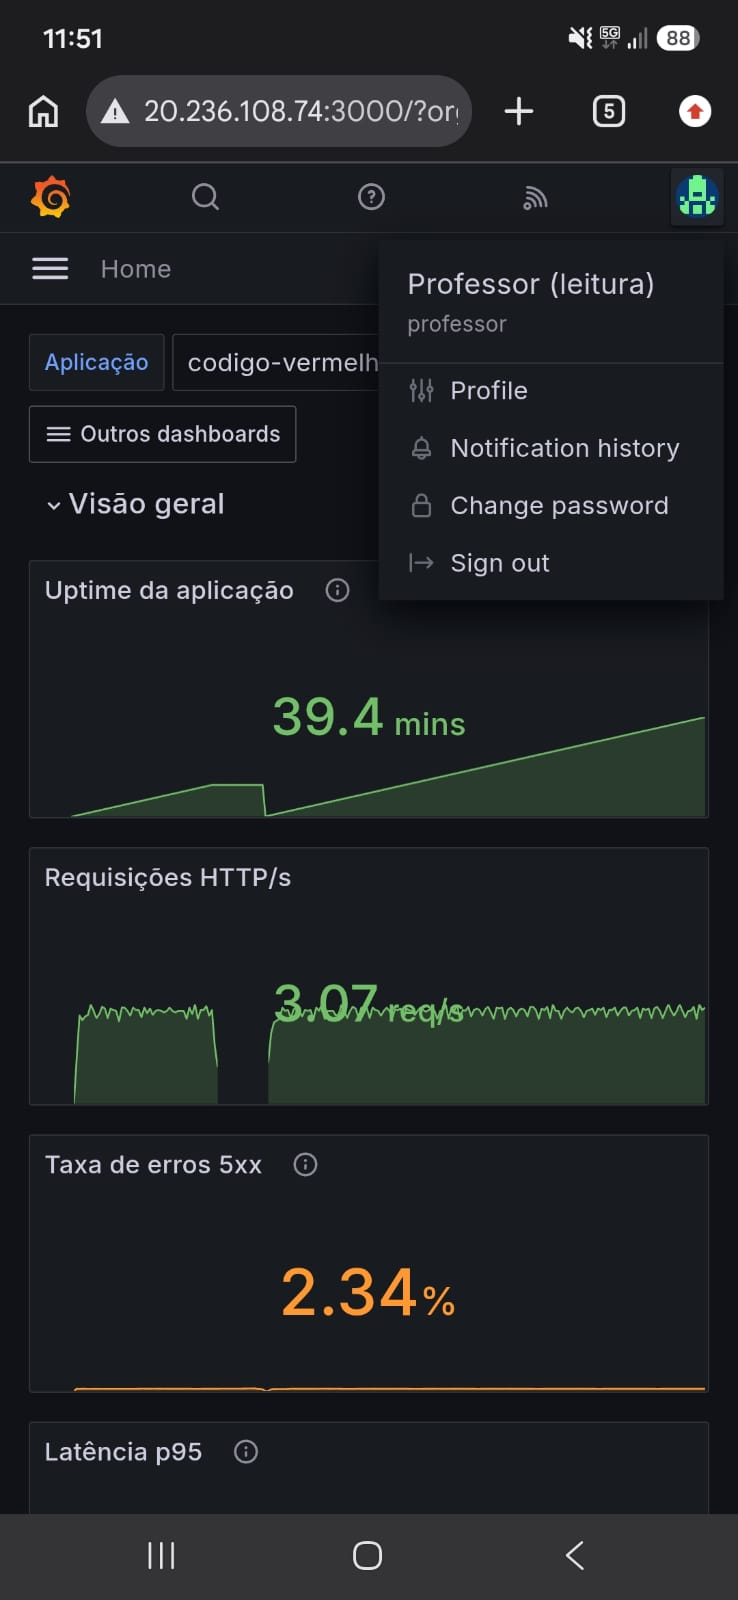 11:51
5G
88
20.236.108.74:3000/?or
5
Home
Professor (leitura)
professor
Profile
Notification history
Change password
Sign out
Aplicação
codigo-vermelh
Outros dashboards
Visão geral
Uptime da aplicação
39.4 mins
Requisições HTTP/s
3.07 req/s
Taxa de erros 5xx
2.34%
Latência p95